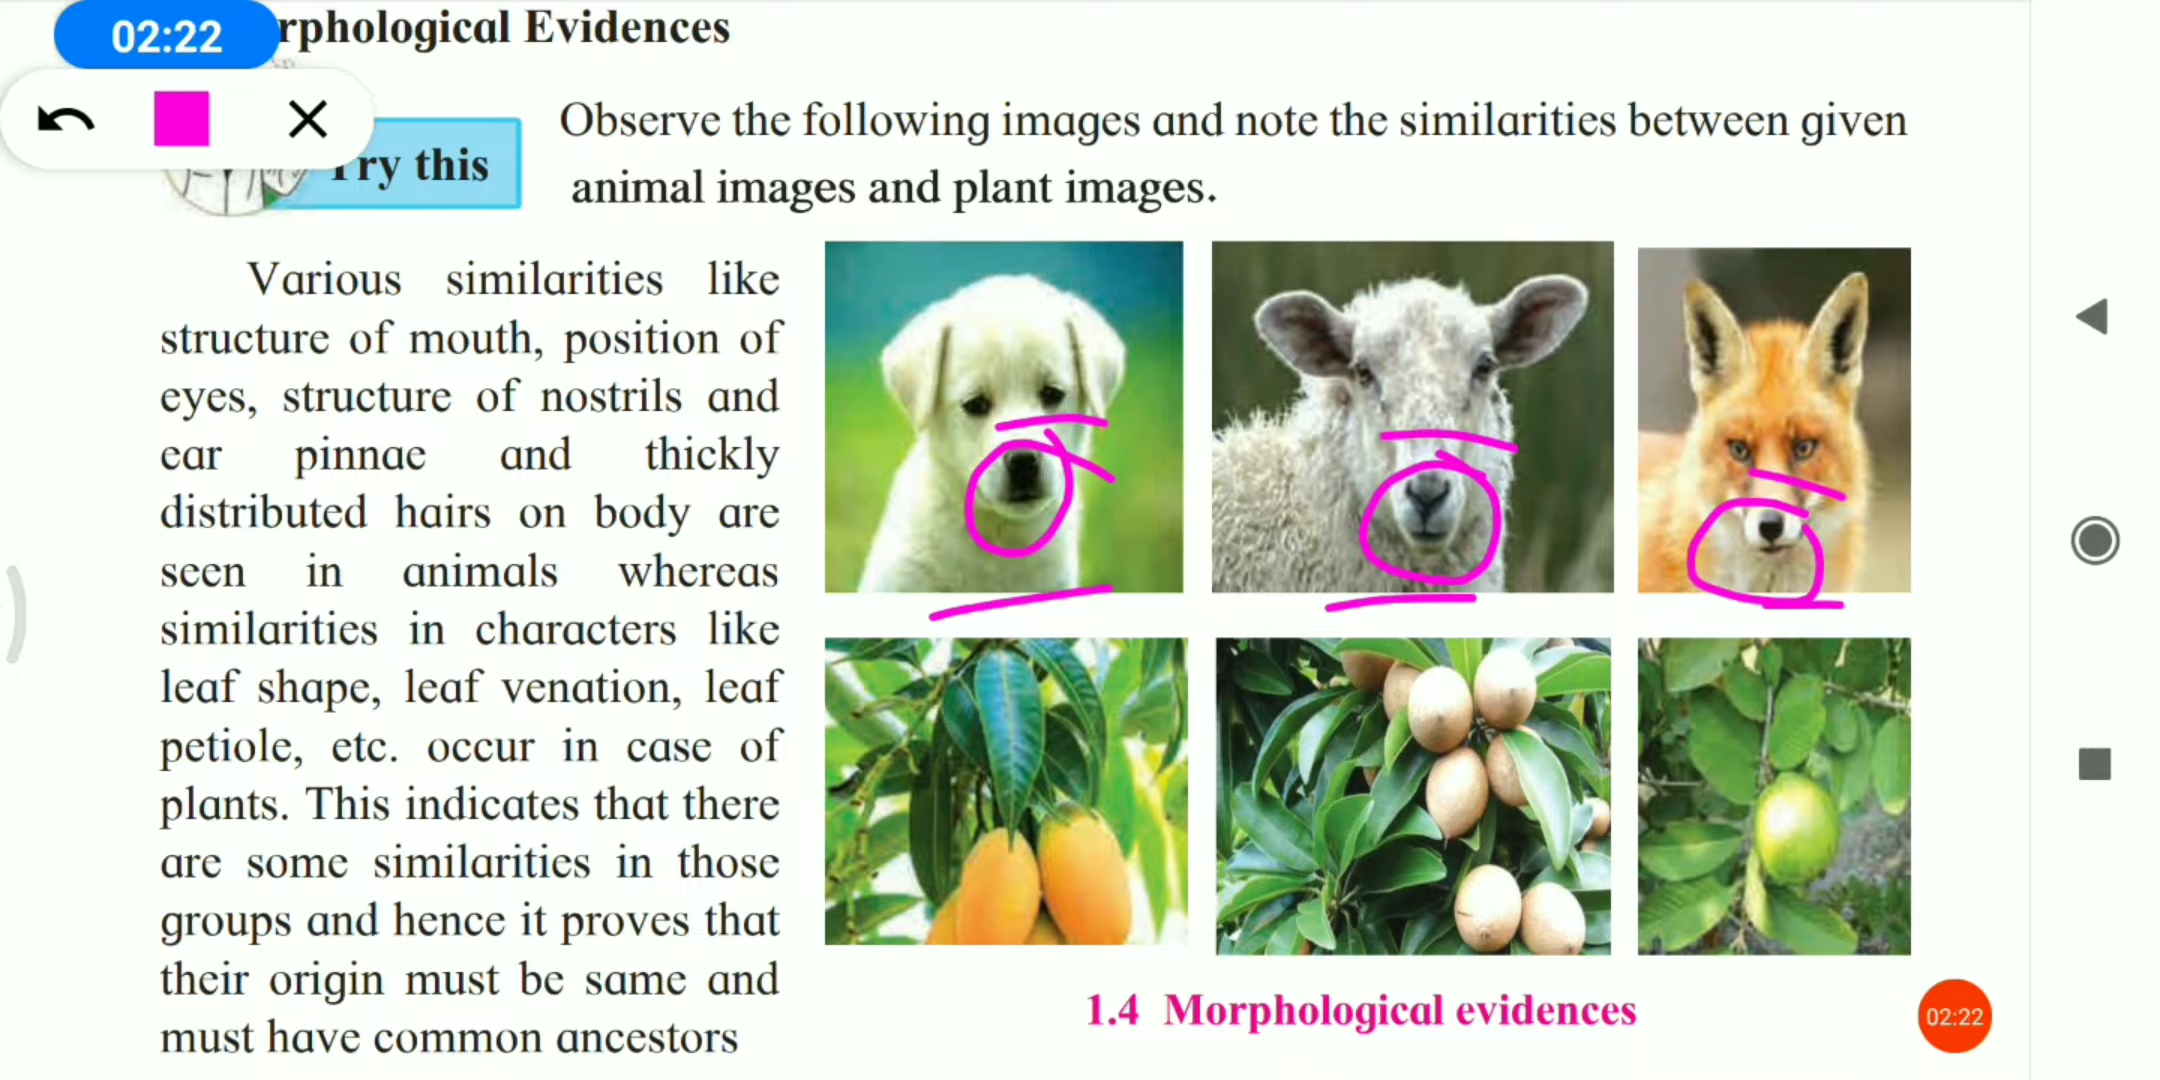 02:22
rphological Evidences
Try this
Observe the following images and note the similarities between given
animal images and plant images.
Various similarities like
structure of mouth, position of
eyes, structure of nostrils and
ear pinnae and thickly
distributed hairs on body are
seen in animals whereas
similarities in characters like
leaf shape, leaf venation, leaf
petiole, etc. occur in case of
plants. This indicates that there
are some similarities in those
groups and hence it proves that
their origin must be same and
must have common ancestors
1.4 Morphological evidences
02:22